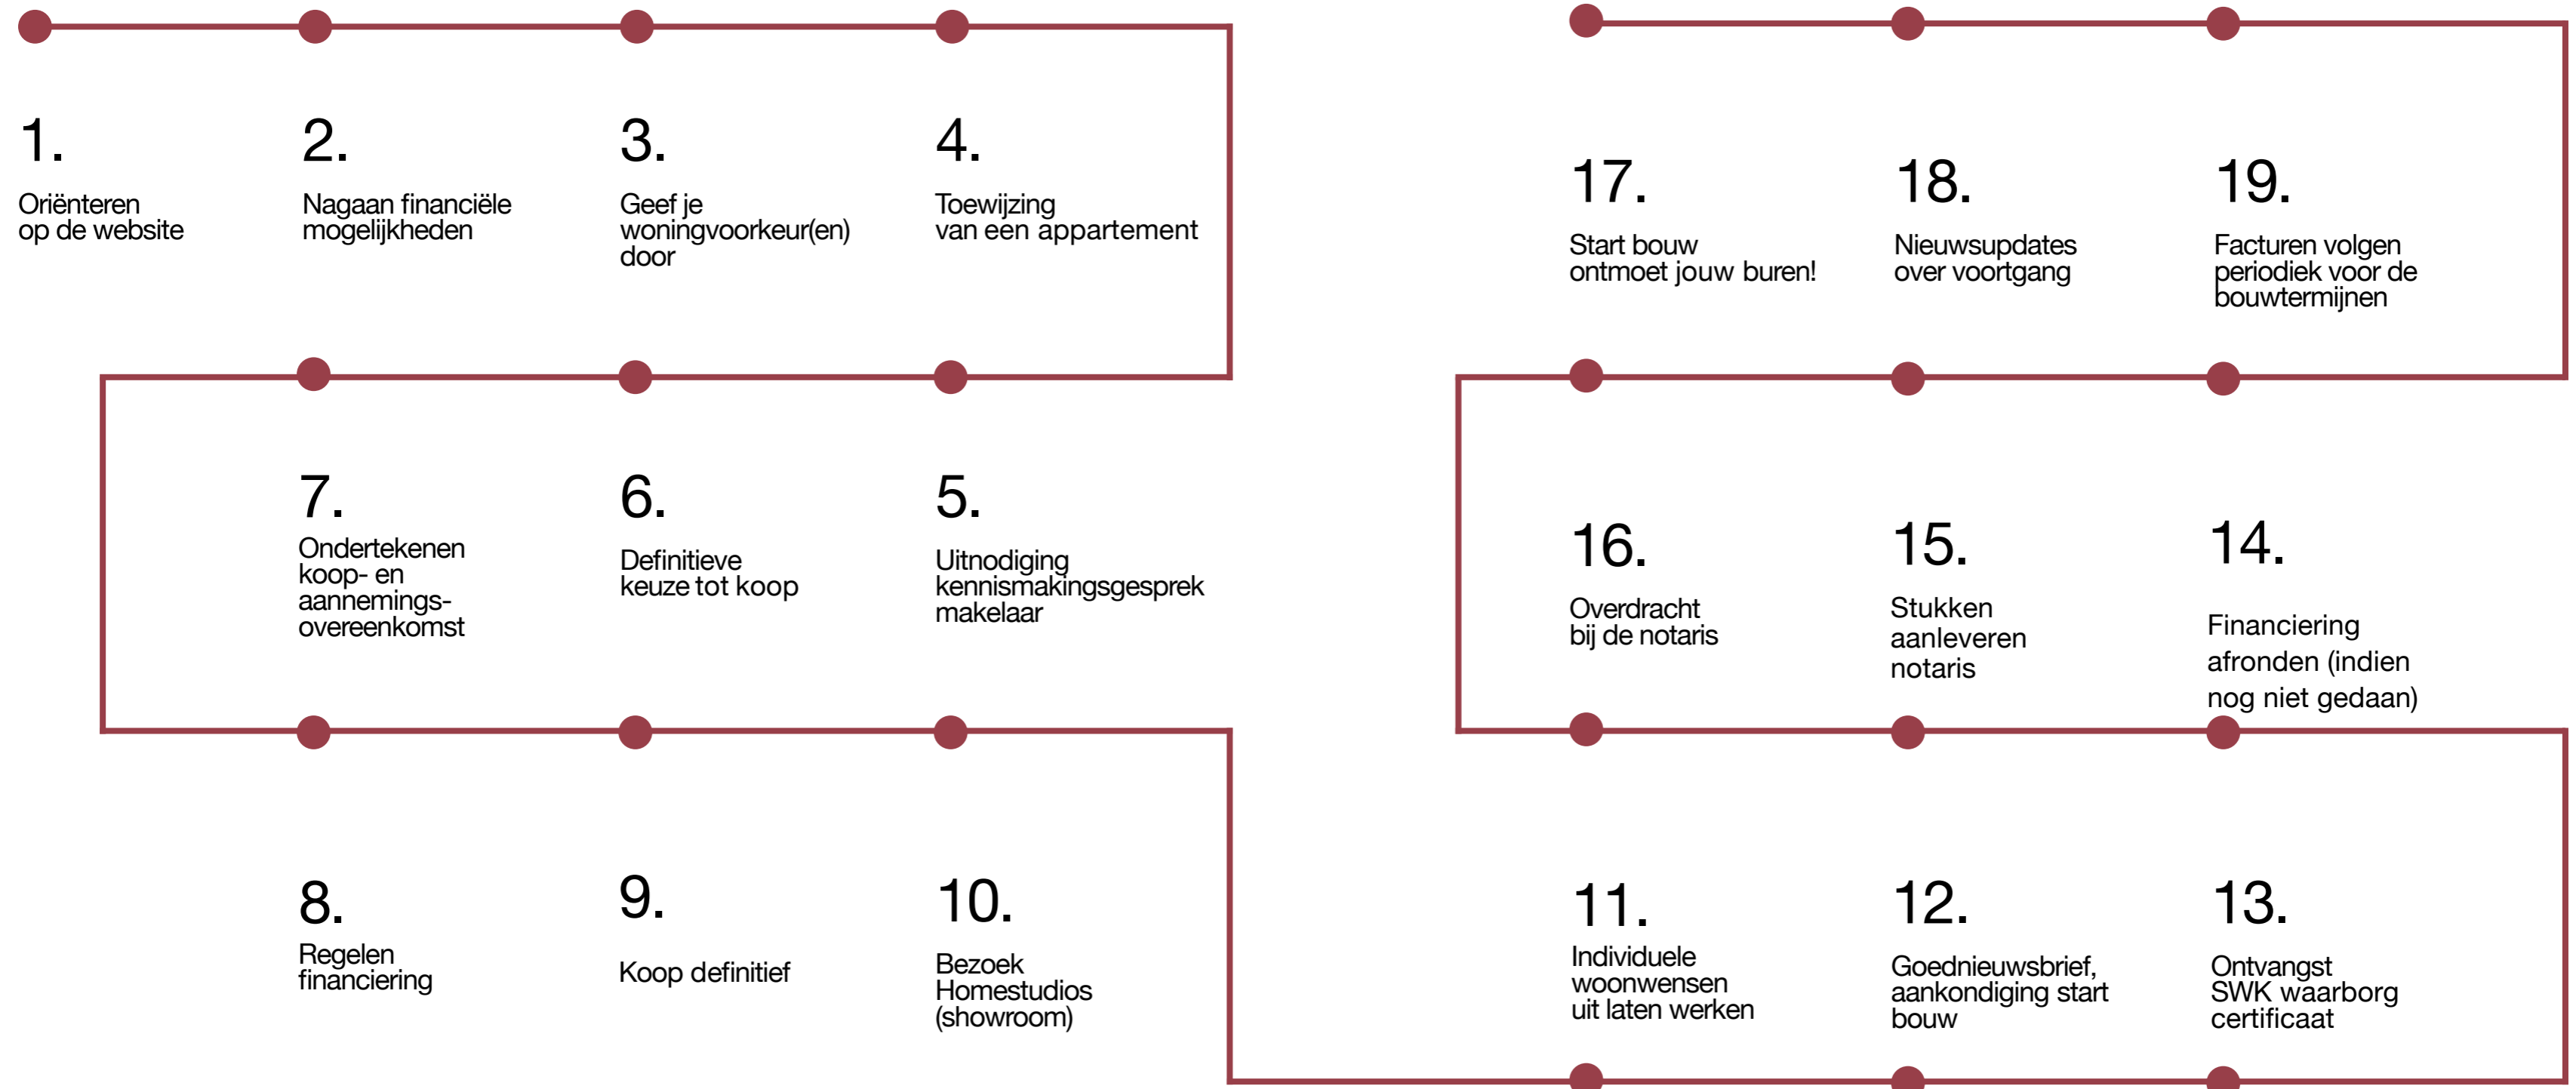 1.
Oriënteren
op de website
2.
Nagaan financiële
mogelijkheden
3.
Geef je
woningvoorkeur(en)
door
4.
Toewijzing
van een appartement
5.
Uitnodiging
kennismakingsgesprek
makelaar
6.
Definitieve
keuze tot koop
7.
Ondertekenen
koop- en
aannemings-
overeenkomst
8.
Regelen
financiering
9.
Koop definitief
10.
Bezoek
Homestudios
(showroom)
11.
Individuele
woonwensen
uit laten werken
12.
Goednieuwsbrief,
aankondiging start
bouw
13.
Ontvangst
SWK waarborg
certificaat
14.
Financiering
afronden (indien
nog niet gedaan)
15.
Stukken
aanleveren
notaris
16.
Overdracht
bij de notaris
17.
Start bouw
ontmoet jouw buren!
18.
Nieuwsupdates
over voortgang
19.
Facturen volgen
periodiek voor de
bouwtermijnen